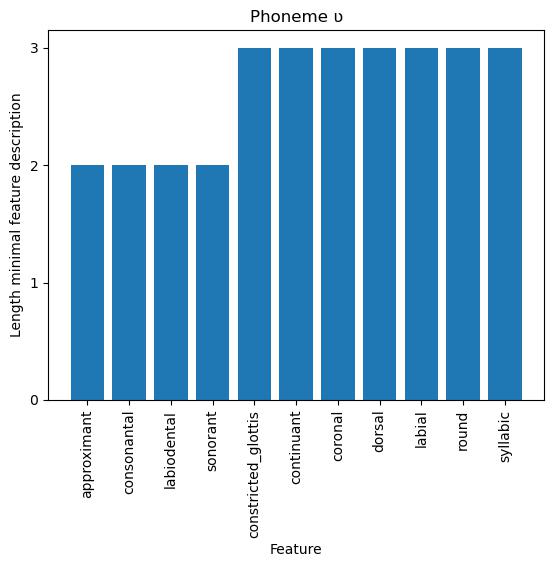 Phoneme ʋ
Length minimal feature description
3
2
1
0
approximant
consonantal
labiodental
sonorant
constricted_glottis
continuant
coronal
dorsal
labial
round
syllabic
Feature